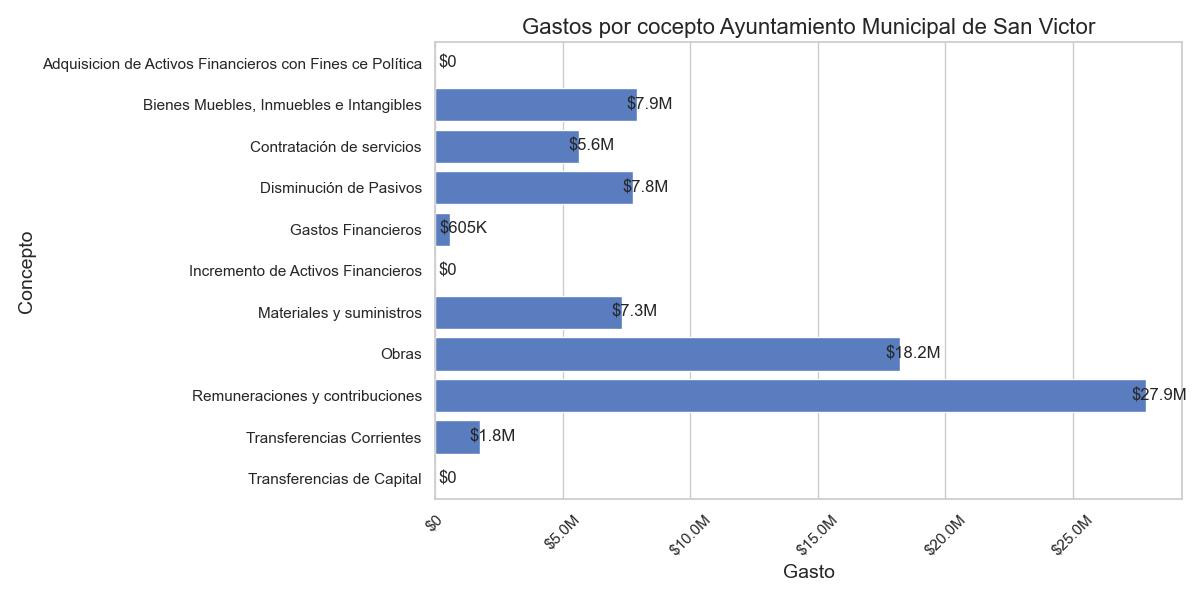 Gastos por cocepto Ayuntamiento Municipal de San Victor
Concepto
Adquisicion de Activos Financieros con Fines ce Política $0
Bienes Muebles, Inmuebles e Intangibles $7.9M
Contratación de servicios $5.6M
Disminución de Pasivos $7.8M
Gastos Financieros $605K
Incremento de Activos Financieros $0
Materiales y suministros $7.3M
Obras $18.2M
Remuneraciones y contribuciones $27.9M
Transferencias Corrientes $1.8M
Transferencias de Capital $0
$0 $5.0M $10.0M $15.0M $20.0M $25.0M
Gasto